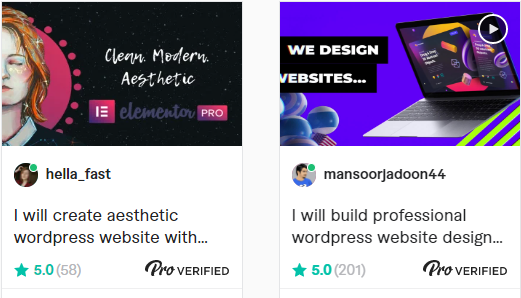 Clean. Modern.
Aesthetic
elementor PRO
hella_fast
I will create aesthetic
wordpress website with...
5.0 (58)
Pro VERIFIED
WE DESIGN
WEBSITES...
mansoorjadoon44
I will build professional
wordpress website design...
5.0 (201)
Pro VERIFIED